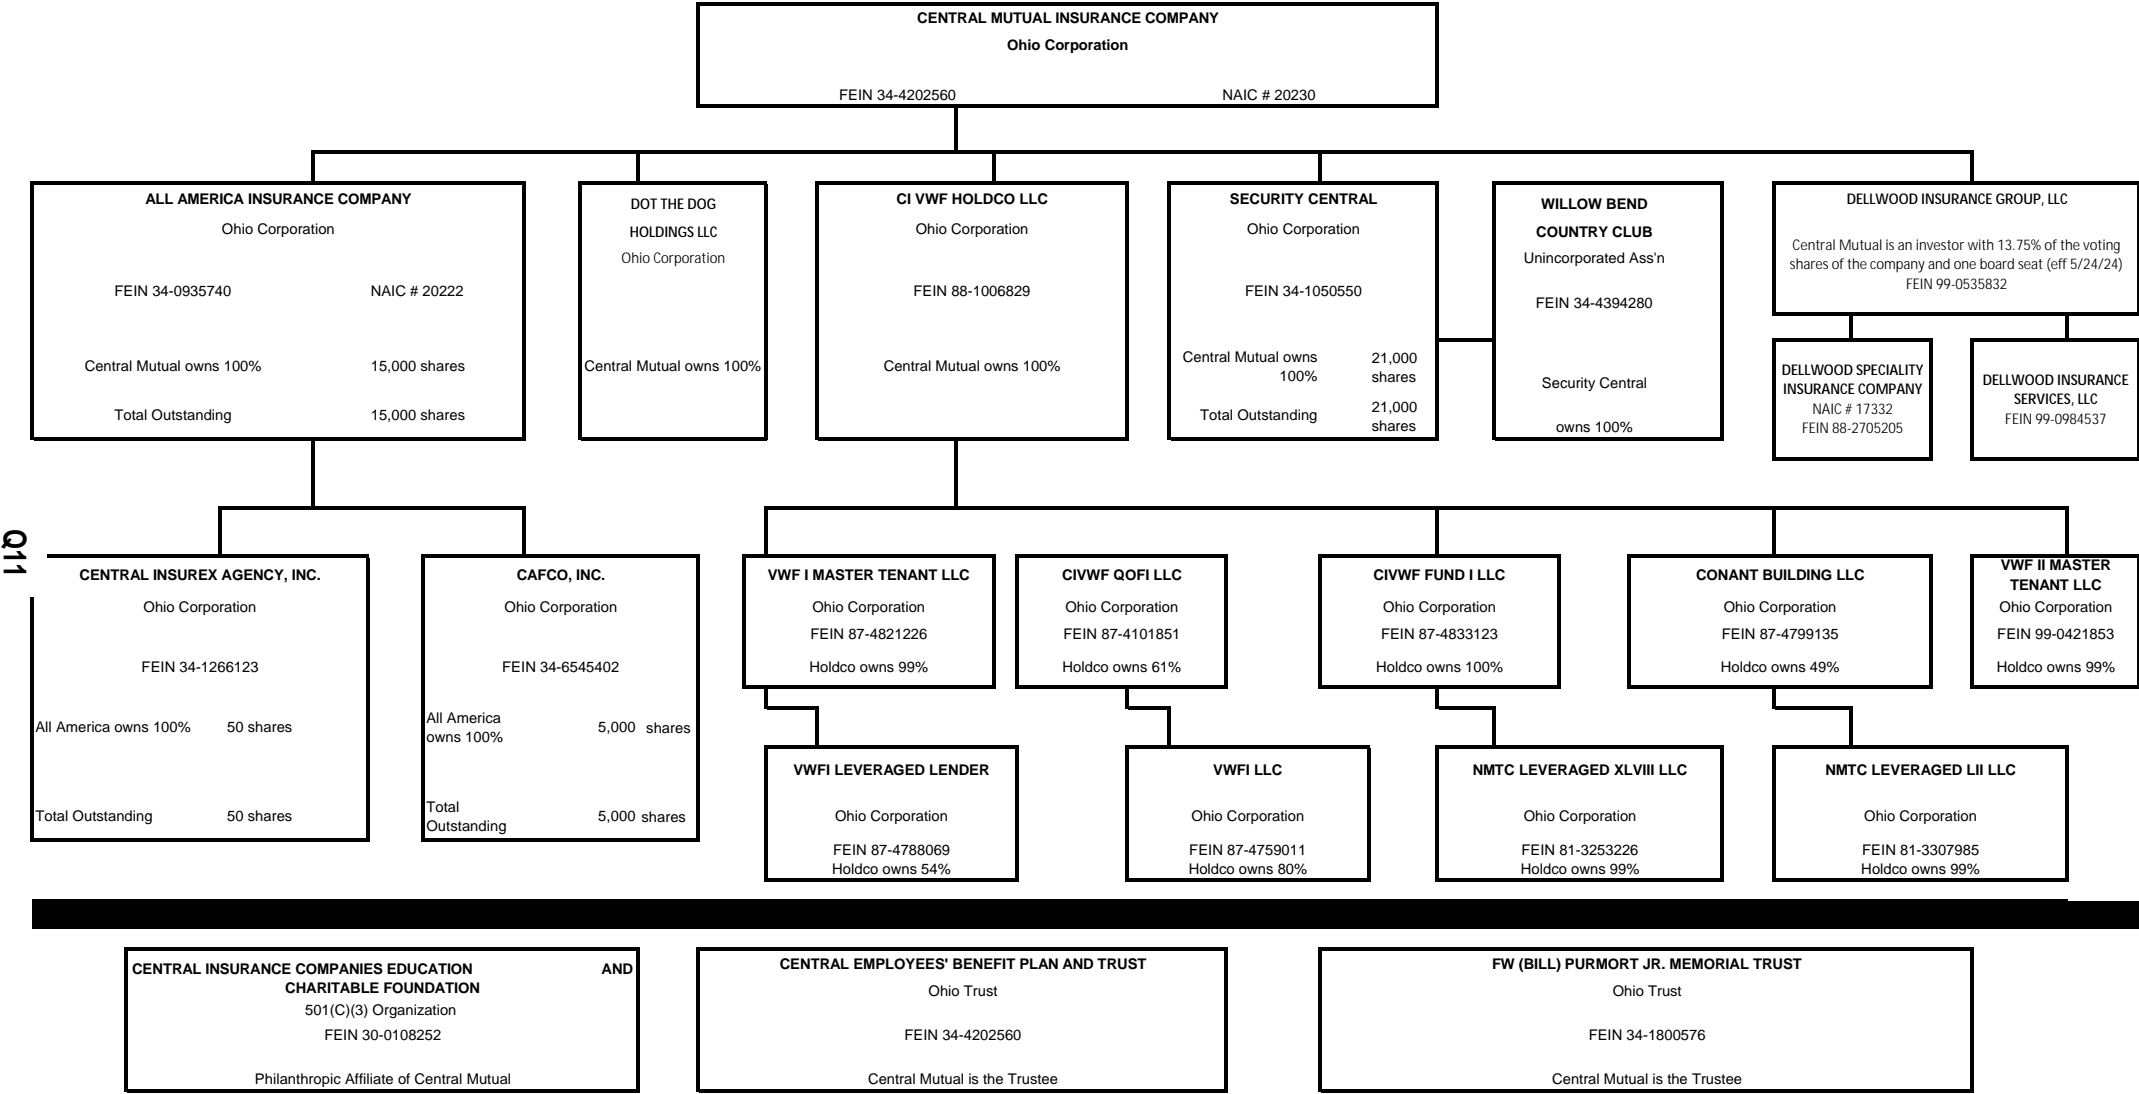 CENTRAL MUTUAL INSURANCE COMPANY
Ohio Corporation
FEIN 34-4202560 NAIC # 20230
ALL AMERICA INSURANCE COMPANY
Ohio Corporation
FEIN 34-0935740 NAIC # 20222
Central Mutual owns 100% 15,000 shares
Total Outstanding 15,000 shares
DOT THE DOG
HOLDINGS LLC
Ohio Corporation
Central Mutual owns 100%
CI VWF HOLDCO LLC
Ohio Corporation
FEIN 88-1006829
Central Mutual owns 100%
SECURITY CENTRAL
Ohio Corporation
FEIN 34-1050550
Central Mutual owns 21,000
100% shares
Total Outstanding 21,000
shares
WILLOW BEND
COUNTRY CLUB
Unincorporated Ass'n
FEIN 34-4394280
Security Central
owns 100%
DELLWOOD INSURANCE GROUP, LLC
Central Mutual is an investor with 13.75% of the voting
shares of the company and one board seat (eff 5/24/24)
FEIN 99-0535832
DELLWOOD SPECIALITY
INSURANCE COMPANY
NAIC # 17332
FEIN 88-2705205
DELLWOOD INSURANCE
SERVICES, LLC
FEIN 99-0984537
Q11
CENTRAL INSUREX AGENCY, INC.
Ohio Corporation
FEIN 34-1266123
All America owns 100% 50 shares
Total Outstanding 50 shares
CAFCO, INC.
Ohio Corporation
FEIN 34-6545402
All America
owns 100% 5,000 shares
Total
Outstanding 5,000 shares
VWF I MASTER TENANT LLC
Ohio Corporation
FEIN 87-4821226
Holdco owns 99%
CIVWF QOFI LLC
Ohio Corporation
FEIN 87-4101851
Holdco owns 61%
CIVWF FUND I LLC
Ohio Corporation
FEIN 87-4833123
Holdco owns 100%
CONANT BUILDING LLC
Ohio Corporation
FEIN 87-4799135
Holdco owns 49%
VWF II MASTER
TENANT LLC
Ohio Corporation
FEIN 99-0421853
Holdco owns 99%
VWFI LEVERAGED LENDER
Ohio Corporation
FEIN 87-4788069
Holdco owns 54%
VWFI LLC
Ohio Corporation
FEIN 87-4759011
Holdco owns 80%
NMTC LEVERAGED XLVIII LLC
Ohio Corporation
FEIN 81-3253226
Holdco owns 99%
NMTC LEVERAGED LII LLC
Ohio Corporation
FEIN 81-3307985
Holdco owns 99%
CENTRAL INSURANCE COMPANIES EDUCATION AND
CHARITABLE FOUNDATION
501(C)(3) Organization
FEIN 30-0108252
Philanthropic Affiliate of Central Mutual
CENTRAL EMPLOYEES' BENEFIT PLAN AND TRUST
Ohio Trust
FEIN 34-4202560
Central Mutual is the Trustee
FW (BILL) PURMORT JR. MEMORIAL TRUST
Ohio Trust
FEIN 34-1800576
Central Mutual is the Trustee